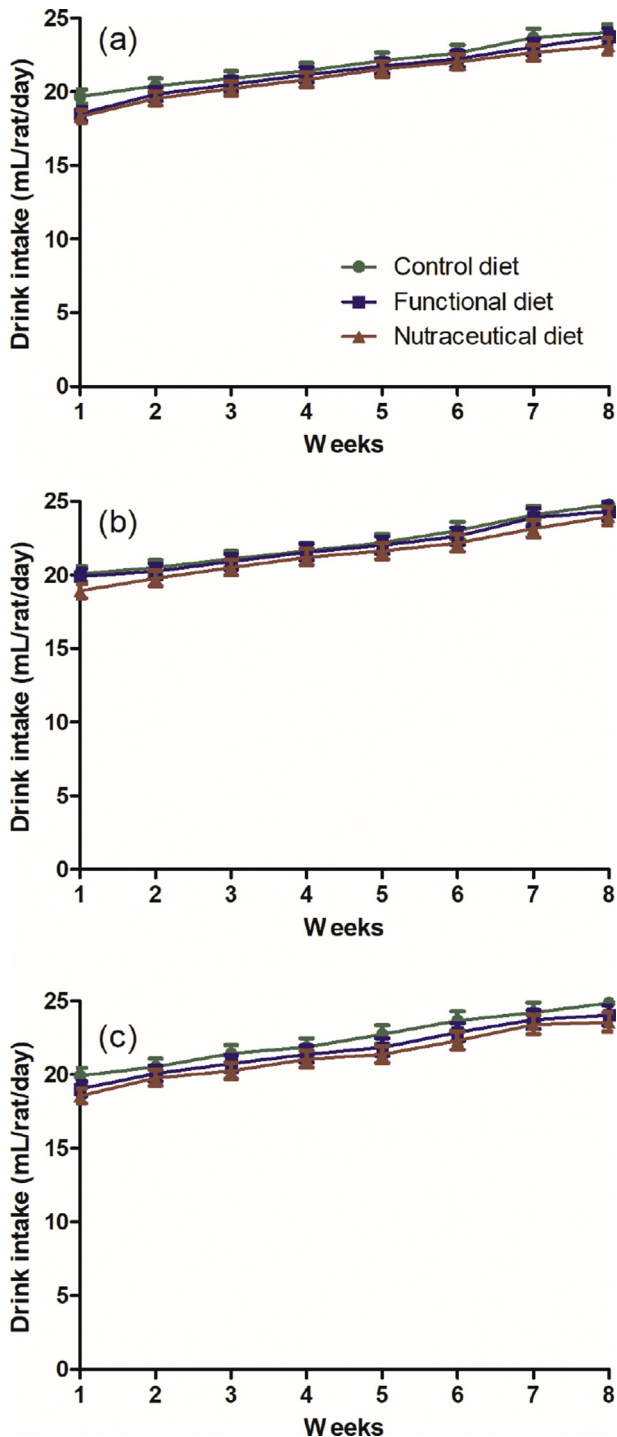 (a)
Drink intake (mL/rat/day)
25
20
15
10
5
0
Control diet
Functional diet
Nutraceutical diet
1 2 3 4 5 6 7 8
Weeks
(b)
Drink intake (mL/rat/day)
25
20
15
10
5
0
1 2 3 4 5 6 7 8
Weeks
(c)
Drink intake (mL/rat/day)
25
20
15
10
5
0
1 2 3 4 5 6 7 8
Weeks